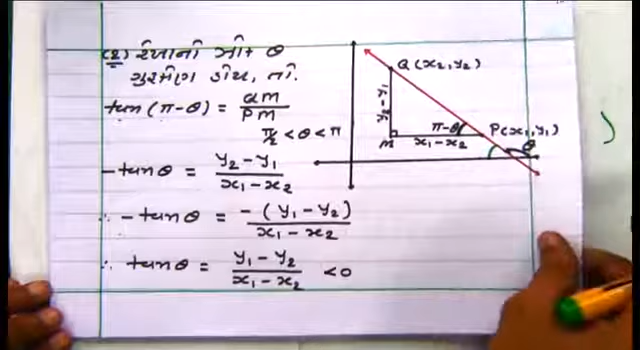 (૨) રેખાનો ઝોક θ
ગુરુકોણ હોય, તો.
tan(π-θ) = QM/PM
π/2 < θ < π
-tanθ = y₂-y₁/x₁-x₂
∴ -tanθ = -(y₁-y₂)/x₁-x₂
∴ tanθ = y₁-y₂/x₁-x₂ <0
Q(x₂,y₂)
y₂-y₁
π-θ
P(x₁,y₁)
M
x₁-x₂
θ